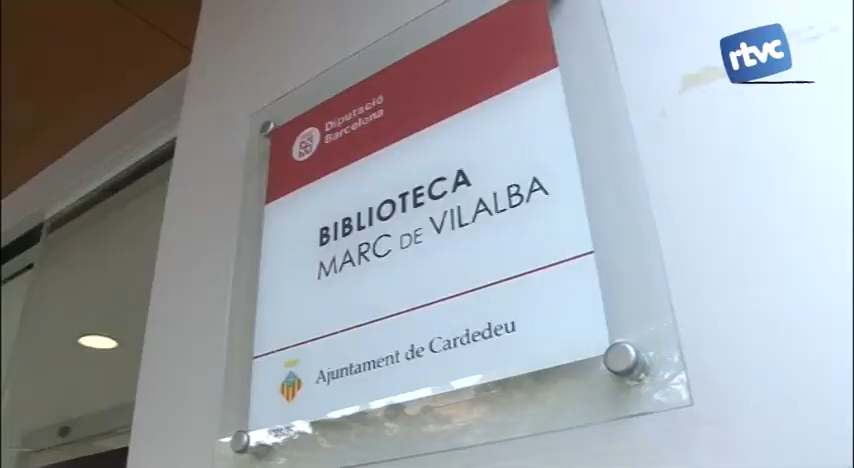 rtvc
Diputació
Barcelona
BIBLIOTECA
MARC DE VILALBA
Ajuntament de Cardedeu